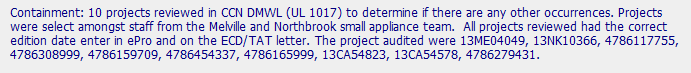 Containment: 10 projects reviewed in CCN DMWL (UL 1017) to determine if there are any other occurrences. Projects
were select amongst staff from the Melville and Northbrook small appliance team.  All projects reviewed had the correct
edition date enter in ePro and on the ECD/TAT letter. The project audited were 13ME04049, 13NK10366, 4786117755,
4786308999, 4786159709, 4786454337, 4786165999, 13CA54823, 13CA54578, 4786279431.